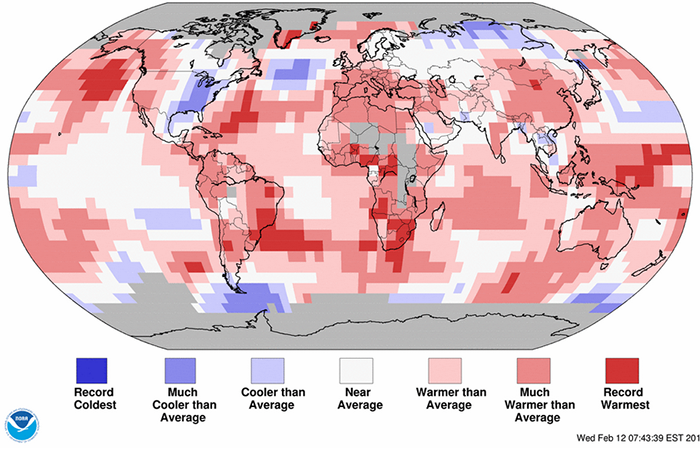 Record
Coldest
Much
Cooler than
Average
Cooler than
Average
Near
Average
Warmer than
Average
Much
Warmer than
Average
Record
Warmest
NOAA
Wed Feb 12 07:43:39 EST 201